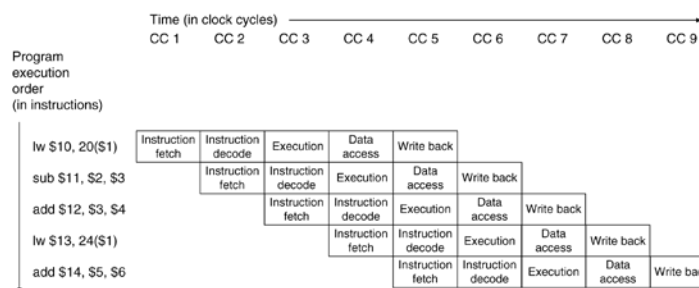 Time (in clock cycles)
CC 1 CC 2 CC 3 CC 4 CC 5 CC 6 CC 7 CC 8 CC 9
Program
execution
order
(in instructions)
lw $10, 20($1) Instruction fetch Instruction decode Execution Data access Write back
sub $11, $2, $3 Instruction fetch Instruction decode Execution Data access Write back
add $12, $3, $4 Instruction fetch Instruction decode Execution Data access Write back
lw $13, 24($1) Instruction fetch Instruction decode Execution Data access Write back
add $14, $5, $6 Instruction fetch Instruction decode Execution Data access Write